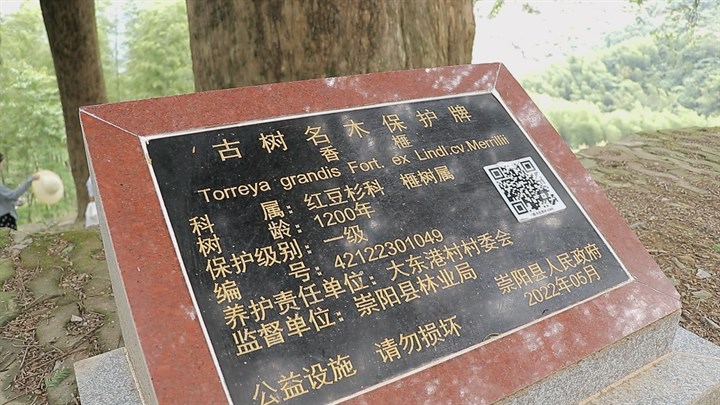 古树名木保护牌
香榧
Torreya grandis Fort. ex Lindl.cv.Merrillii
科属：红豆杉科 榧树属
树龄：1200年
保护级别：一级
编号：42122301049
养护责任单位：大东港村村委会
监督单位：崇阳县林业局
崇阳县人民政府
2022年05月
公益设施 请勿损坏